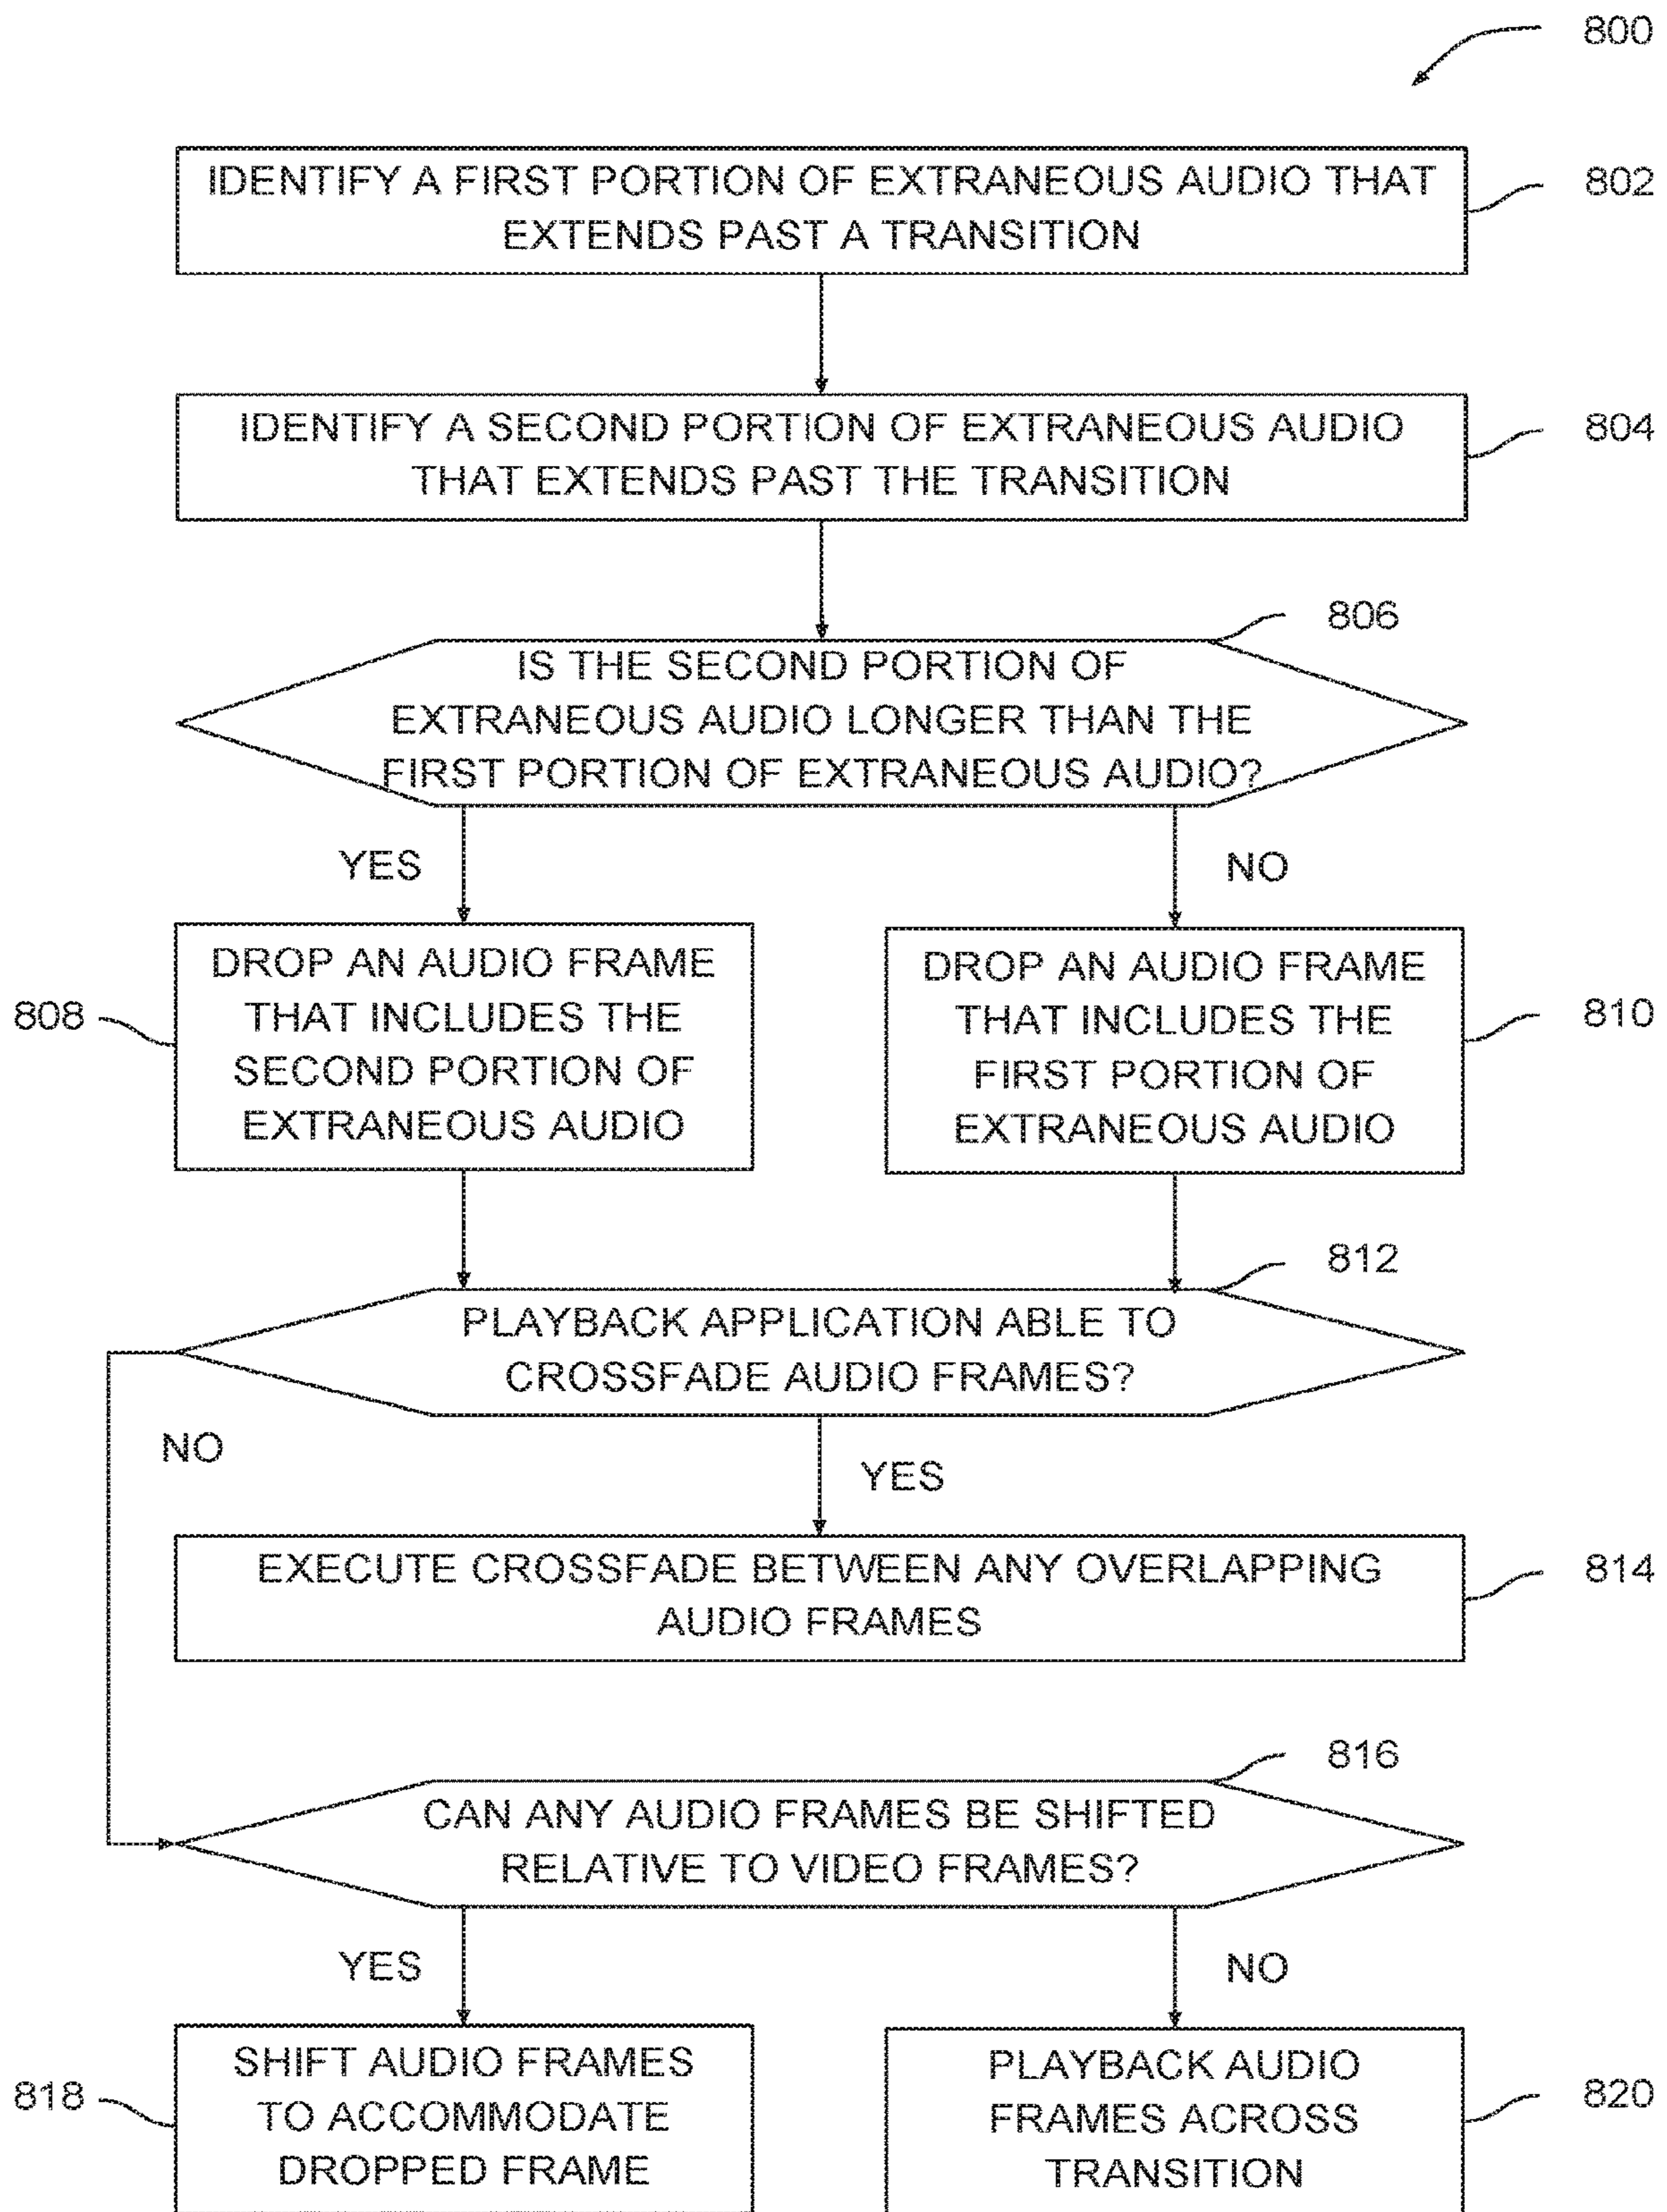 800
IDENTIFY A FIRST PORTION OF EXTRANEOUS AUDIO THAT
EXTENDS PAST A TRANSITION
802
IDENTIFY A SECOND PORTION OF EXTRANEOUS AUDIO
THAT EXTENDS PAST THE TRANSITION
804
806
IS THE SECOND PORTION OF
EXTRANEOUS AUDIO LONGER THAN THE
FIRST PORTION OF EXTRANEOUS AUDIO?
YES
NO
808
DROP AN AUDIO FRAME
THAT INCLUDES THE
SECOND PORTION OF
EXTRANEOUS AUDIO
DROP AN AUDIO FRAME
THAT INCLUDES THE
FIRST PORTION OF
EXTRANEOUS AUDIO
810
812
PLAYBACK APPLICATION ABLE TO
CROSSFADE AUDIO FRAMES?
NO
YES
EXECUTE CROSSFADE BETWEEN ANY OVERLAPPING
AUDIO FRAMES
814
816
CAN ANY AUDIO FRAMES BE SHIFTED
RELATIVE TO VIDEO FRAMES?
YES
NO
818
SHIFT AUDIO FRAMES
TO ACCOMMODATE
DROPPED FRAME
PLAYBACK AUDIO
FRAMES ACROSS
TRANSITION
820